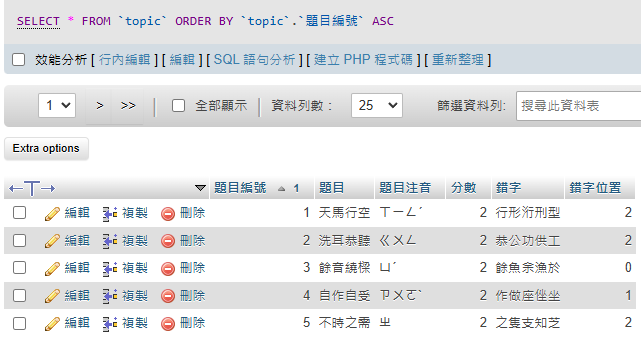 SELECT * FROM `topic` ORDER BY `topic`.`題目編號` ASC
效能分析 [ 行內編輯 ] [ 編輯 ] [ SQL 語句分析 ] [ 建立 PHP 程式碼 ] [ 重新整理 ]
1 > >> 全部顯示 資料列數： 25 篩選資料列: 搜尋此資料表
Extra options
←T→ 題目編號 1 題目 題目注音 分數 錯字 錯字位置
編輯 複製 刪除 1 天馬行空 ㄒㄧㄥˊ 2 行形洐刑型 2
編輯 複製 刪除 2 洗耳恭聽 ㄍㄨㄥ 2 恭公功供工 2
編輯 複製 刪除 3 餘音繞樑 ㄩˊ 2 餘魚余漁於 0
編輯 複製 刪除 4 自作自受 ㄗㄨㄛˋ 2 作做座侳坐 1
編輯 複製 刪除 5 不時之需 ㄓ 2 之隻支知芝 2